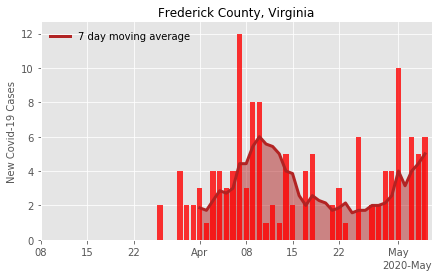 Frederick County, Virginia
7 day moving average
New Covid-19 Cases
12
10
8
6
4
2
0
08 15 22 Apr 08 15 22 May
2020-May